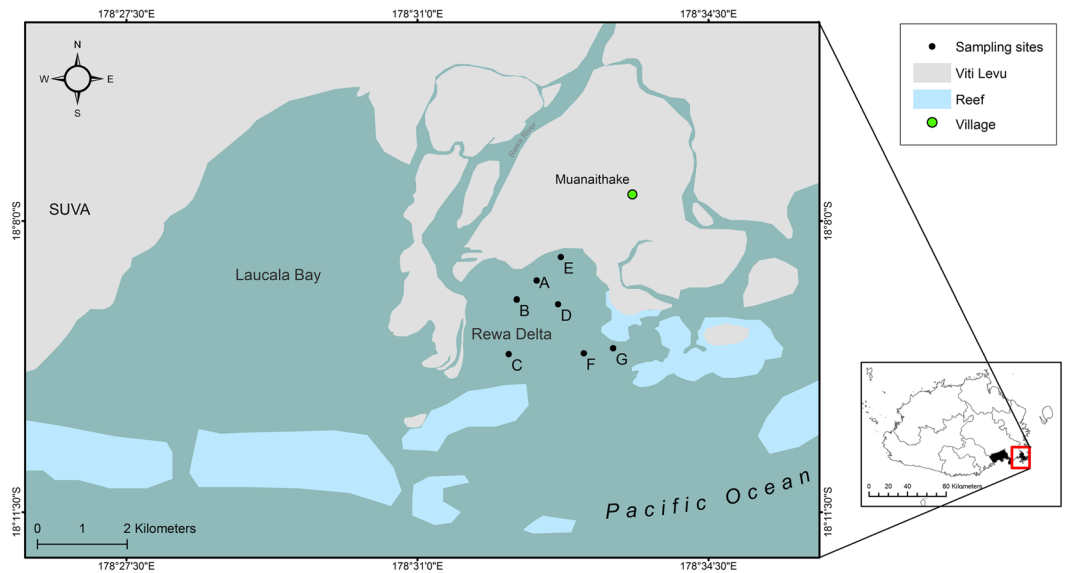 178°27'30"E 178°31'0"E 178°34'30"E
N
W E
S
Sampling sites
Viti Levu
Reef
Village
Rewa River
Muanaithake
SUVA
18°8'0"S
18°8'0"S
Laucala Bay
E
A
B
D
Rewa Delta
C
F
G
Pacific Ocean
18°11'30"S
18°11'30"S
0 1 2 Kilometers
178°27'30"E 178°31'0"E 178°34'30"E
0 20 40 80 Kilometers